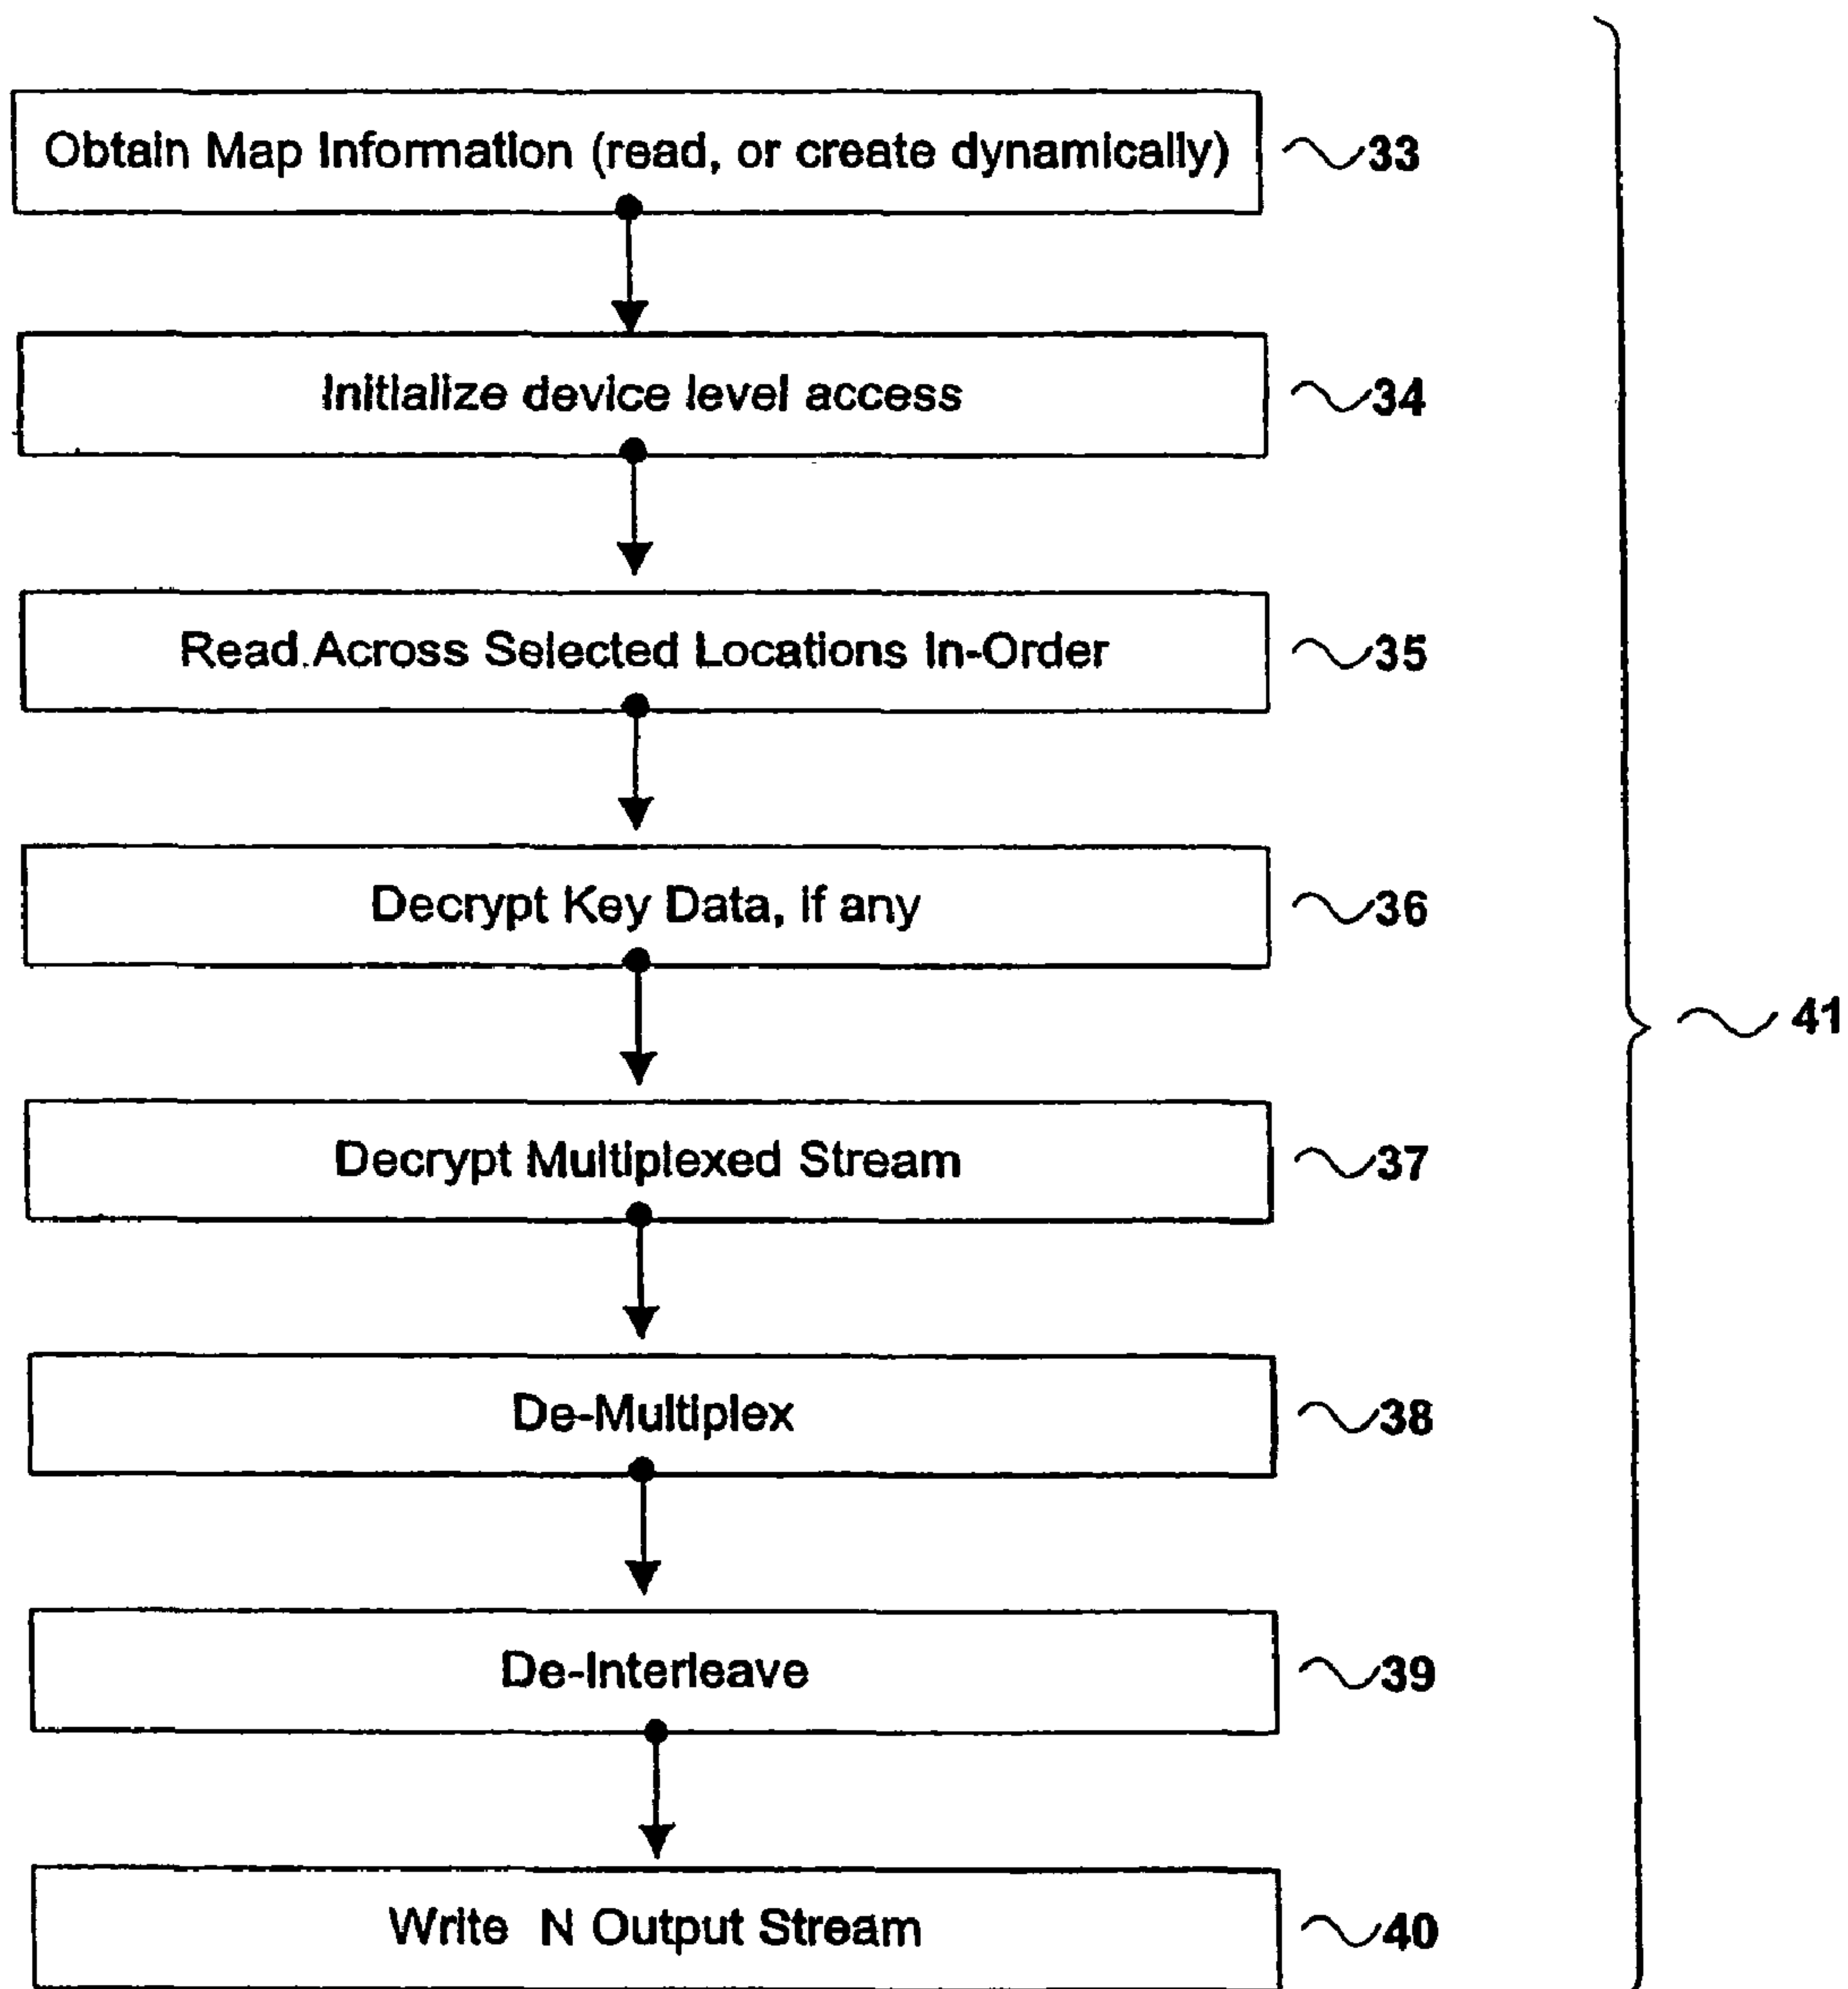 Obtain Map Information (read, or create dynamically) 33
Initialize device level access 34
Read Across Selected Locations In-Order 35
Decrypt Key Data, if any 36
41
Decrypt Multiplexed Stream 37
De-Multiplex 38
De-Interleave 39
Write N Output Stream 40